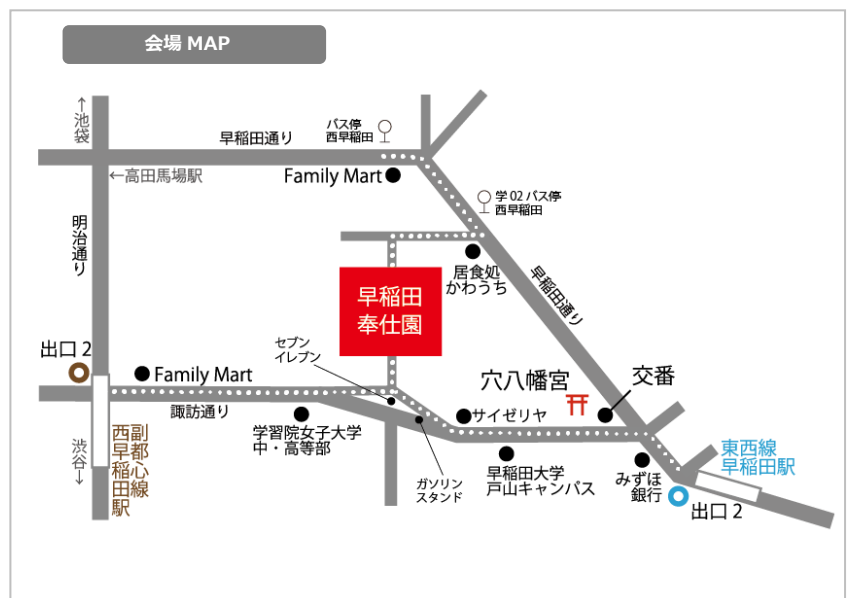 会場 MAP
←池袋
早稲田通り
バス停
西早稲田
←高田馬場駅
Family Mart
学 02 バス停
西早稲田
明治通り
居食処
かわうち
早稲田通り
早稲田
奉仕園
出口 2
セブン
イレブン
Family Mart
穴八幡宮
交番
諏訪通り
サイゼリヤ
学習院女子大学
中・高等部
渋谷→
副都心線
西早稲田駅
ガソリン
スタンド
早稲田大学
戸山キャンパス
みずほ
銀行
東西線
早稲田駅
出口 2